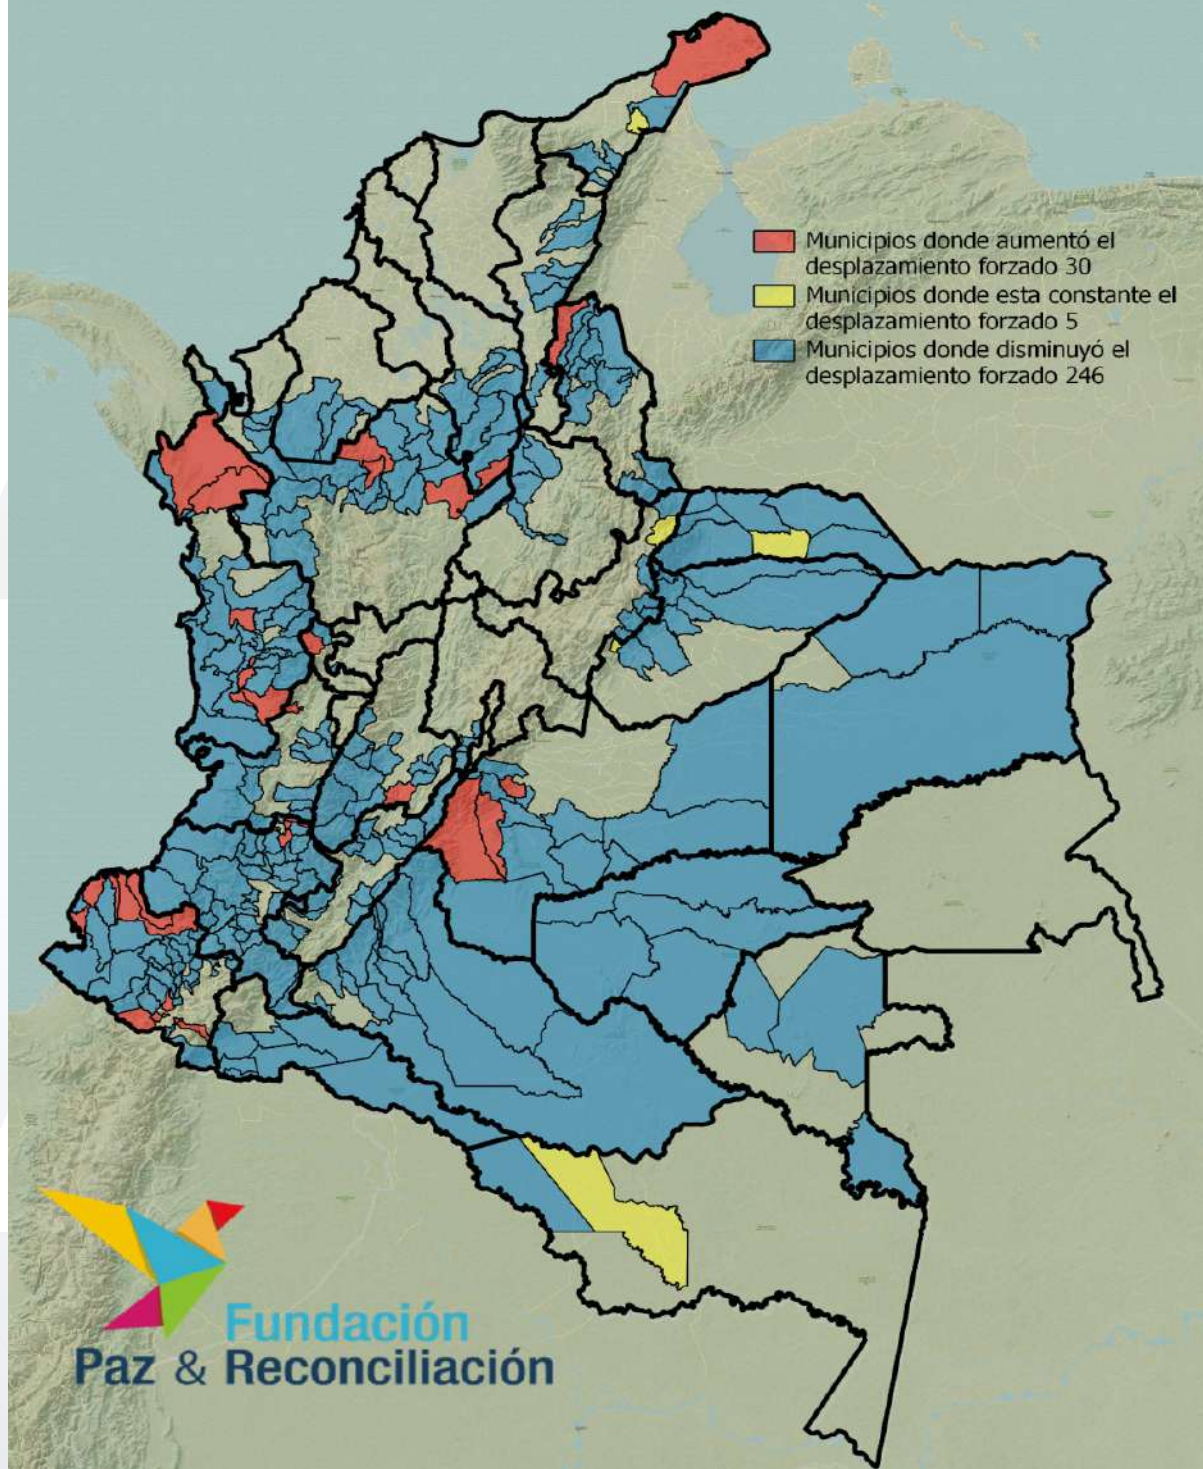 Municipios donde aumentó el
desplazamiento forzado 30
Municipios donde esta constante el
desplazamiento forzado 5
Municipios donde disminuyó el
desplazamiento forzado 246
Fundación
Paz & Reconciliación